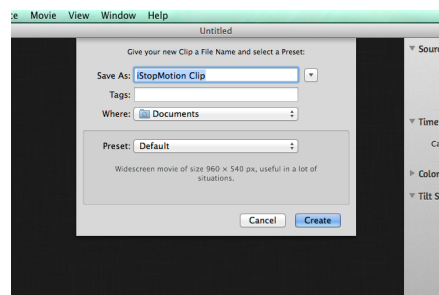 te Movie View Window Help
Untitled
Give your new Clip a File Name and select a Preset:
Sour
Save As: iStopMotion Clip
Tags:
Where: Documents
Time
Preset: Default
Ca
Widescreen movie of size 960 × 540 px, useful in a lot of
situations.
Color
Tilt S
Cancel Create